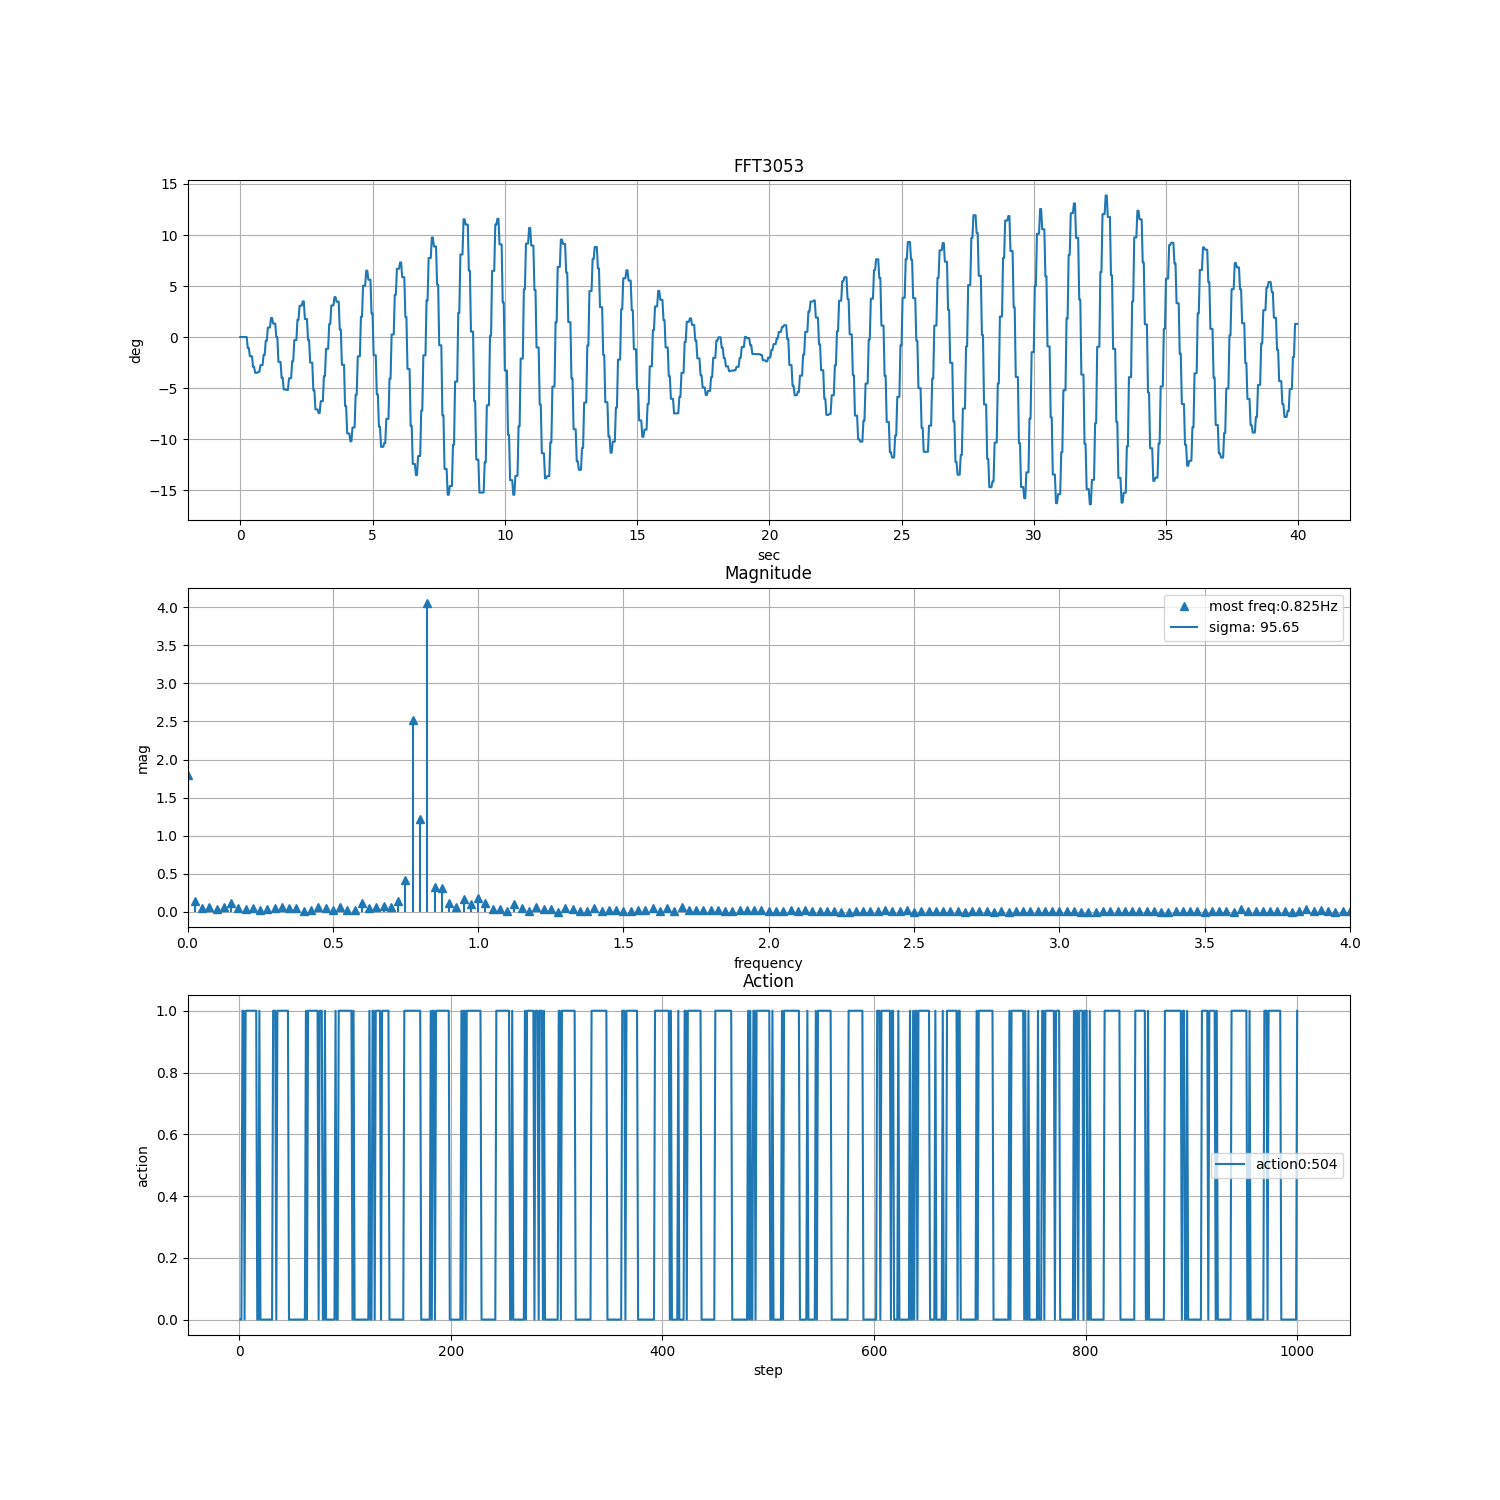 FFT3053
15
10
5
0
−5
−10
−15
deg
0 5 10 15 20 25 30 35 40
sec
Magnitude
4.0
3.5
3.0
2.5
2.0
1.5
1.0
0.5
0.0
mag
most freq:0.825Hz
sigma: 95.65
0.0 0.5 1.0 1.5 2.0 2.5 3.0 3.5 4.0
frequency
Action
1.0
0.8
0.6
0.4
0.2
0.0
action
action0:504
0 200 400 600 800 1000
step